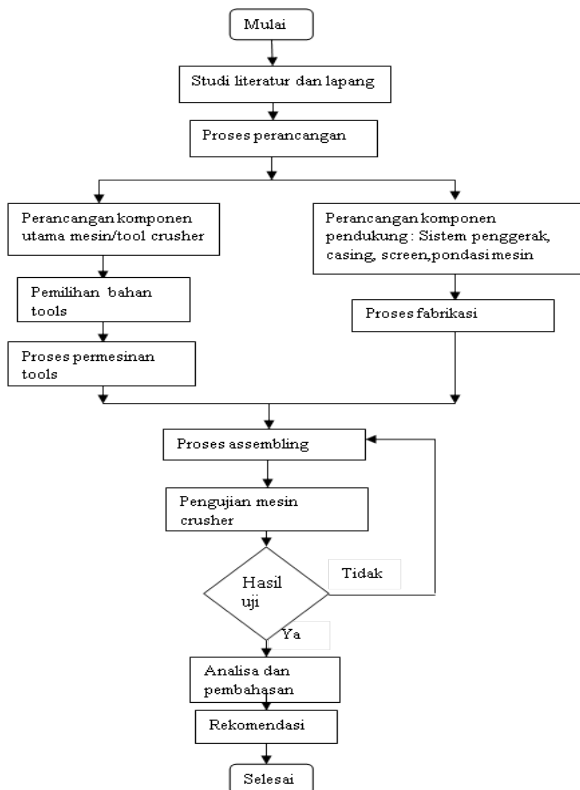 Mulai
Studi literatur dan lapang
Proses perancangan
Perancangan komponen
utama mesin/tool crusher
Perancangan komponen
pendukung : Sistem penggerak,
casing, screen,pondasi mesin
Pemilihan bahan
tools
Proses fabrikasi
Proses permesinan
tools
Proses assembling
Pengujian mesin
crusher
Hasil
uji
Tidak
Ya
Analisa dan
pembahasan
Rekomendasi
Selesai